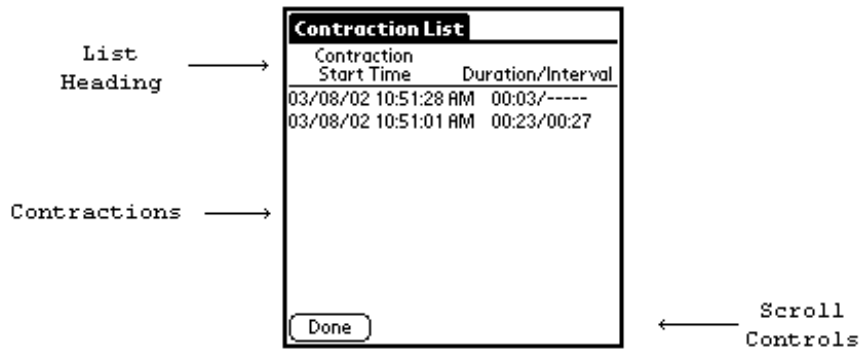 Contraction List
List
Heading
Contraction
Start Time Duration/Interval
03/08/02 10:51:28 AM 00:03/-----
03/08/02 10:51:01 AM 00:23/00:27
Contractions
Done
Scroll
Controls